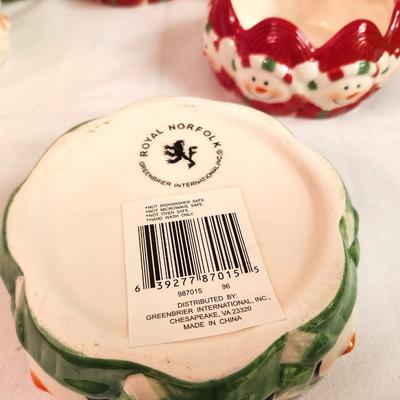 ROYAL NORFOLK
GREENBRIER INTERNATIONAL, INC.®
•NOT DISHWASHER SAFE.
•NOT MICROWAVE SAFE.
•NOT OVEN SAFE.
•HAND WASH ONLY.
6 39277 87015 5
987015 96
DISTRIBUTED BY:
GREENBRIER INTERNATIONAL, INC.,
CHESAPEAKE, VA 23320
MADE IN CHINA